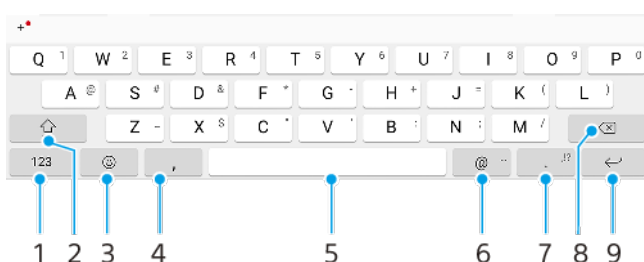 +
Q 1 W 2 E 3 R 4 T 5 Y 6 U 7 I 8 O 9 P 0
A @ S # D & F * G - H + J = K ( L )
Z _ X $ C " V ' B : N ; M /
123 , @ .. . ,!?
1 2 3 4 5 6 7 8 9